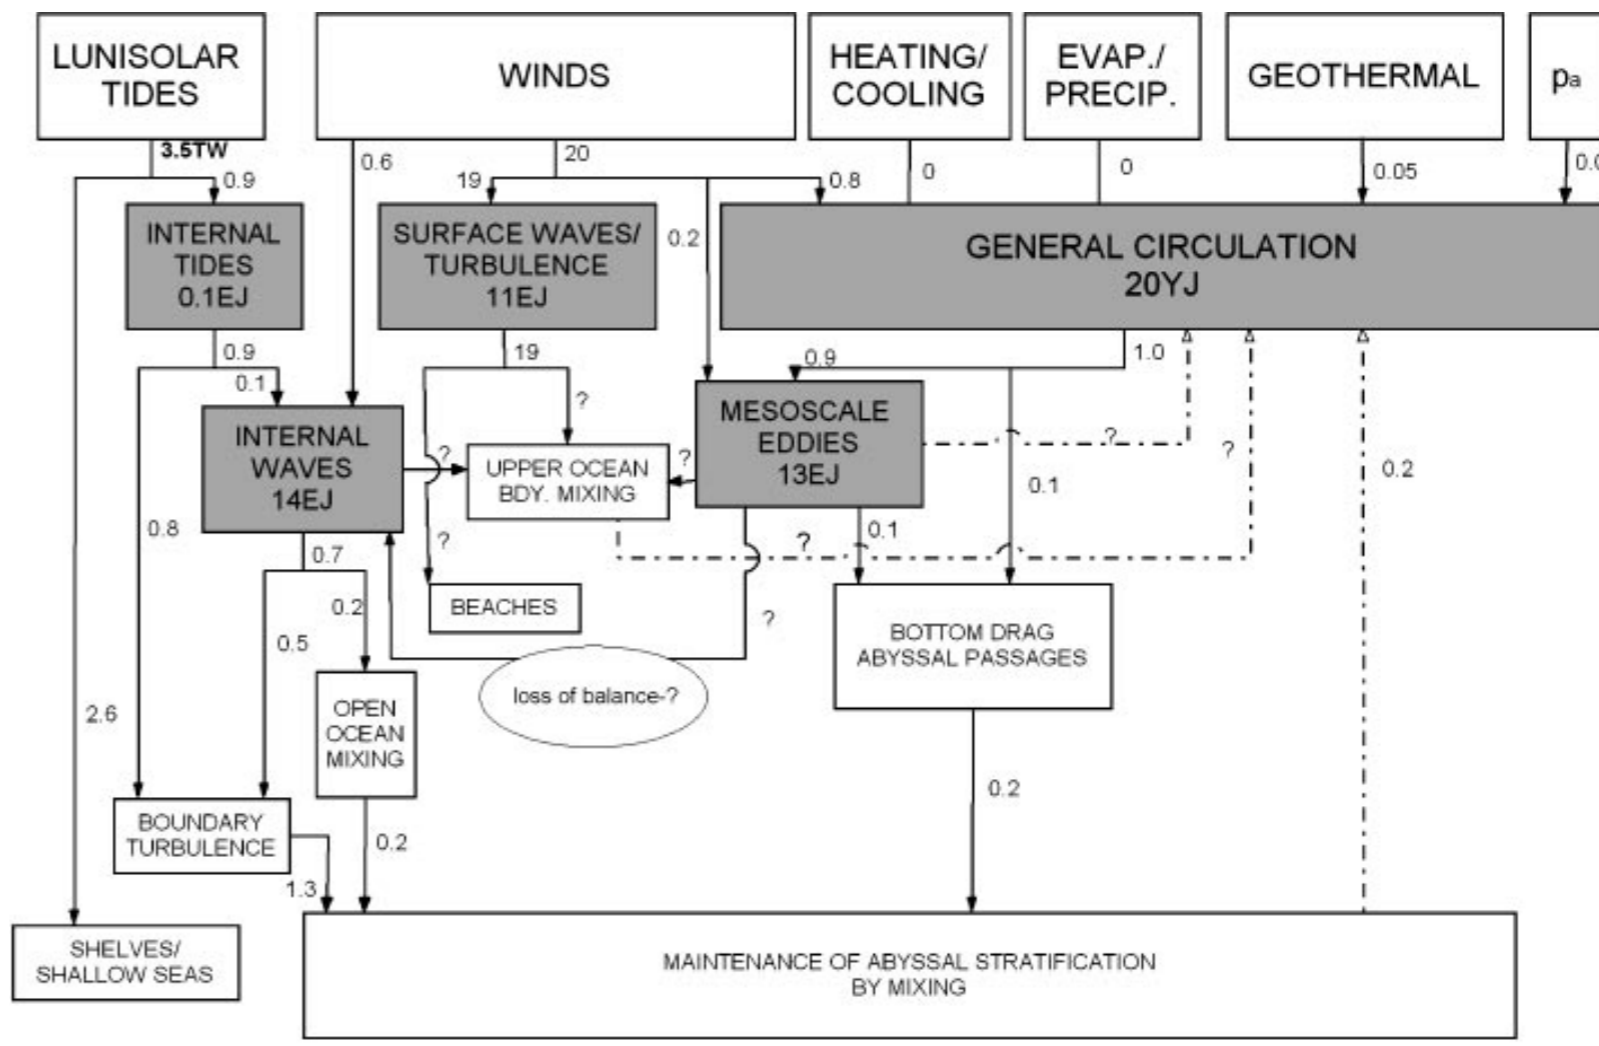 LUNISOLAR
TIDES
WINDS
HEATING/
COOLING
EVAP./
PRECIP.
GEOTHERMAL
pa
3.5TW
0.9
0.6
20
19
0.8
0
0
0.05
0.0
0.2
INTERNAL
TIDES
0.1EJ
SURFACE WAVES/
TURBULENCE
11EJ
GENERAL CIRCULATION
20YJ
0.9
0.1
19
0.9
1.0
INTERNAL
WAVES
14EJ
?
?
UPPER OCEAN
BDY. MIXING
?
MESOSCALE
EDDIES
13EJ
?
?
0.2
0.1
0.8
0.7
?
?
0.1
0.2
0.5
BEACHES
?
BOTTOM DRAG
ABYSSAL PASSAGES
loss of balance-?
2.6
OPEN
OCEAN
MIXING
0.2
BOUNDARY
TURBULENCE
0.2
1.3
SHELVES/
SHALLOW SEAS
MAINTENANCE OF ABYSSAL STRATIFICATION
BY MIXING